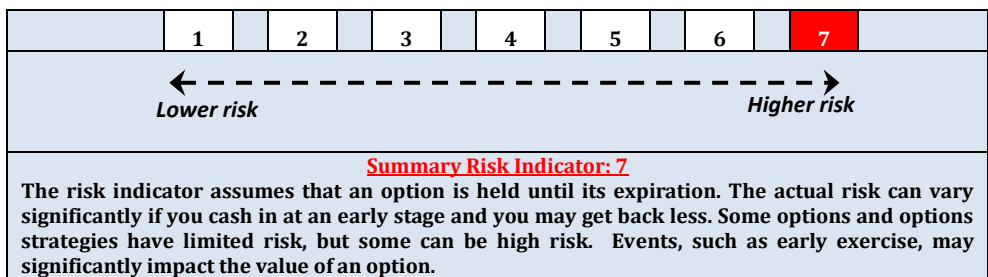 1 2 3 4 5 6 7
Lower risk Higher risk
Summary Risk Indicator: 7
The risk indicator assumes that an option is held until its expiration. The actual risk can vary
significantly if you cash in at an early stage and you may get back less. Some options and options
strategies have limited risk, but some can be high risk. Events, such as early exercise, may
significantly impact the value of an option.